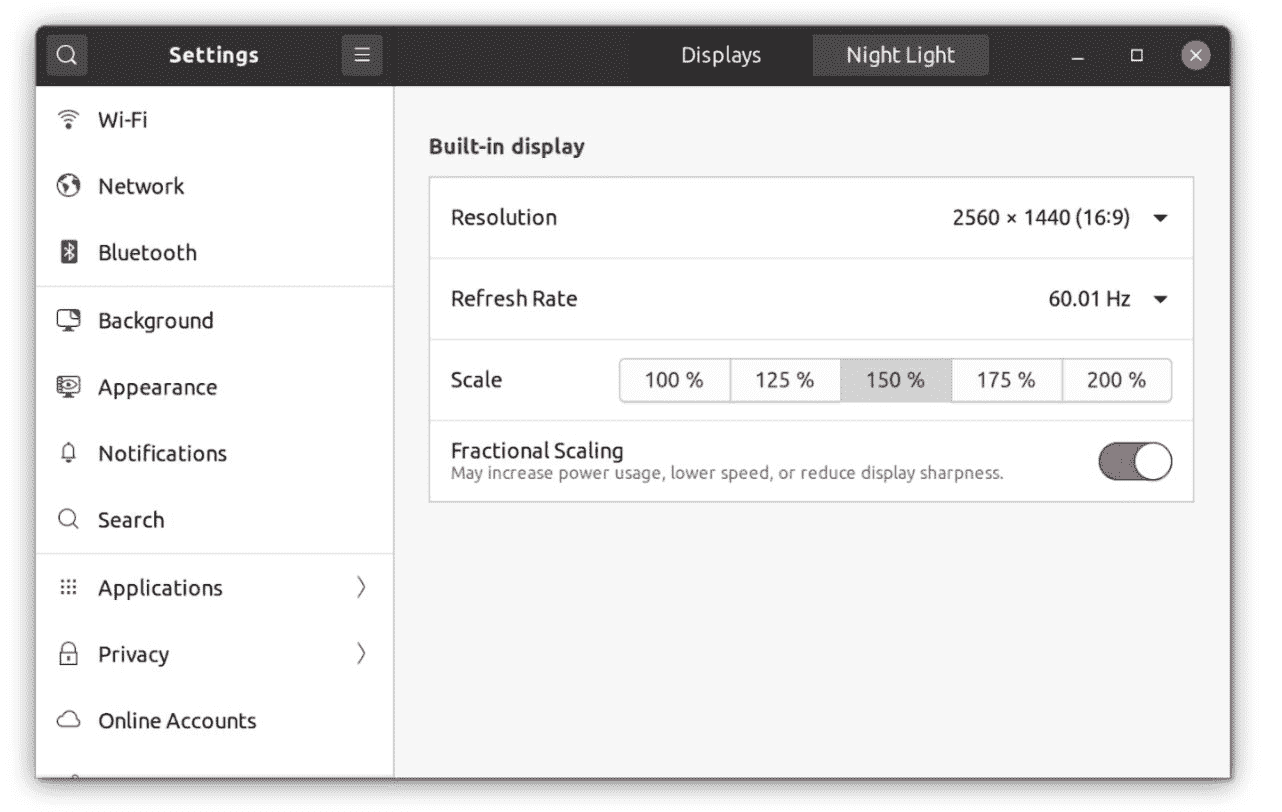 Settings
Displays
Night Light
Wi-Fi
Network
Bluetooth
Background
Appearance
Notifications
Search
Applications
Privacy
Online Accounts
Built-in display
Resolution 2560 × 1440 (16:9)
Refresh Rate 60.01 Hz
Scale 100 % 125 % 150 % 175 % 200 %
Fractional Scaling
May increase power usage, lower speed, or reduce display sharpness.